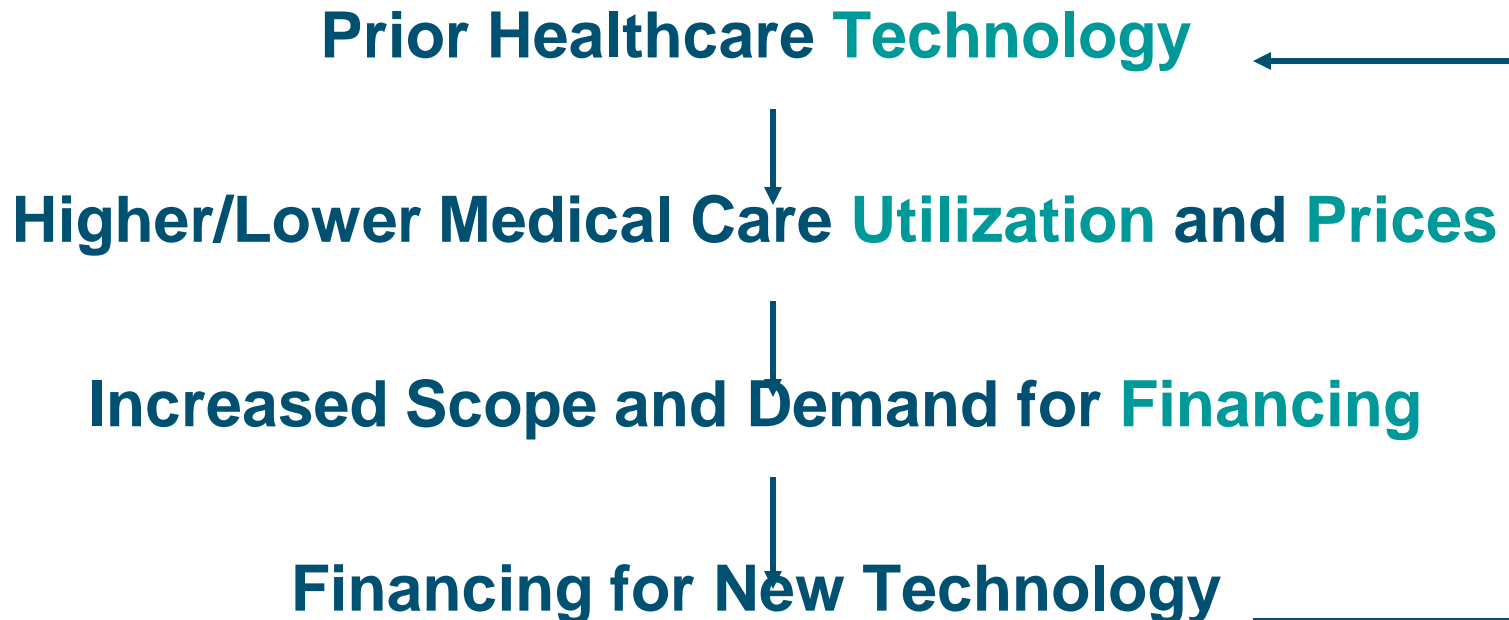 Prior Healthcare Technology
Higher/Lower Medical Care Utilization and Prices
Increased Scope and Demand for Financing
Financing for New Technology